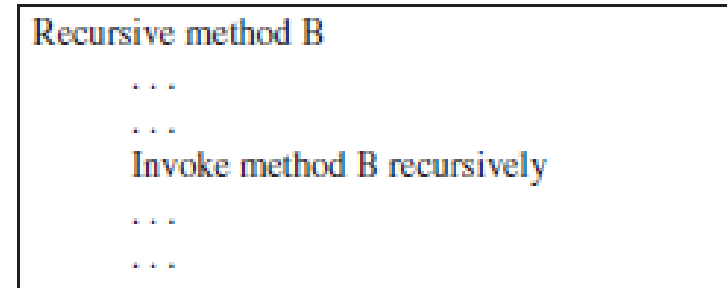 Recursive method B
. . .
. . .
Invoke method B recursively
. . .
. . .